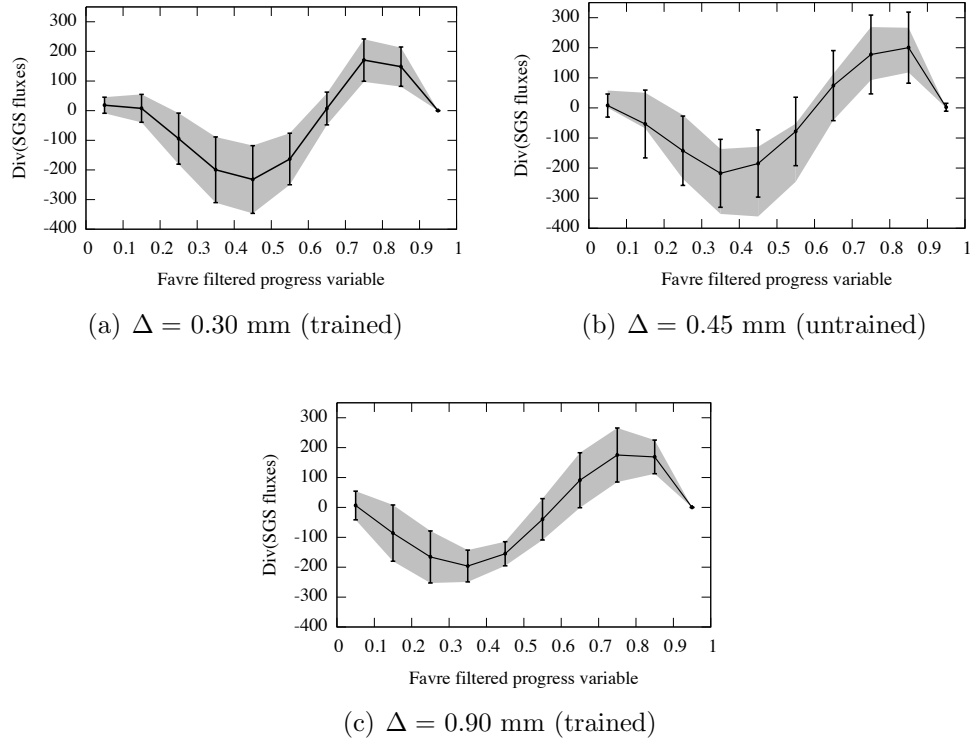 300
200
100
0
-100
-200
-300
-400
Div(SGS fluxes)
0 0.1 0.2 0.3 0.4 0.5 0.6 0.7 0.8 0.9 1
Favre filtered progress variable
(a) Δ = 0.30 mm (trained)
300
200
100
0
-100
-200
-300
-400
Div(SGS fluxes)
0 0.1 0.2 0.3 0.4 0.5 0.6 0.7 0.8 0.9 1
Favre filtered progress variable
(b) Δ = 0.45 mm (untrained)
300
200
100
0
-100
-200
-300
-400
Div(SGS fluxes)
0 0.1 0.2 0.3 0.4 0.5 0.6 0.7 0.8 0.9 1
Favre filtered progress variable
(c) Δ = 0.90 mm (trained)